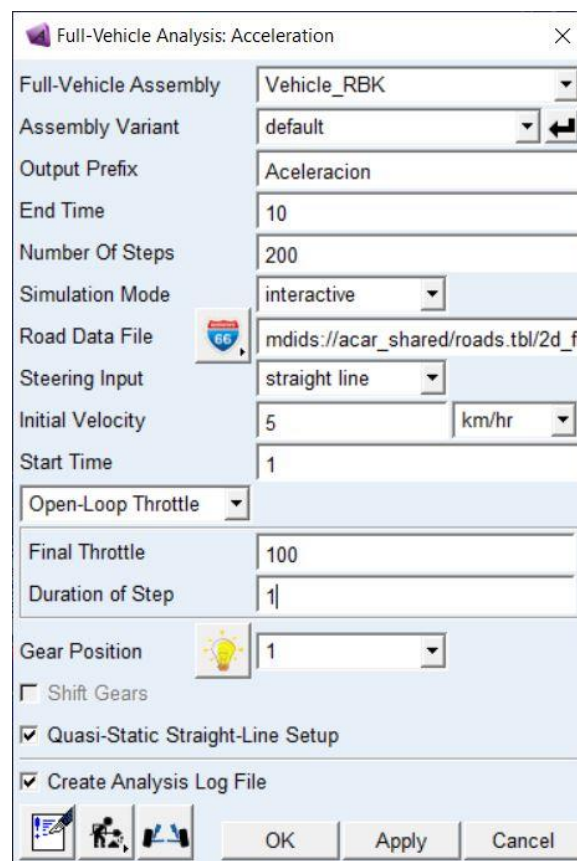 Full-Vehicle Analysis: Acceleration
Full-Vehicle Assembly Vehicle_RBK
Assembly Variant default
Output Prefix Aceleracion
End Time 10
Number Of Steps 200
Simulation Mode interactive
Road Data File 66 mdids://acar_shared/roads.tbl/2d_f
Steering Input straight line
Initial Velocity 5 km/hr
Start Time 1
Open-Loop Throttle
Final Throttle 100
Duration of Step 1
Gear Position 1
Shift Gears
Quasi-Static Straight-Line Setup
Create Analysis Log File
OK Apply Cancel